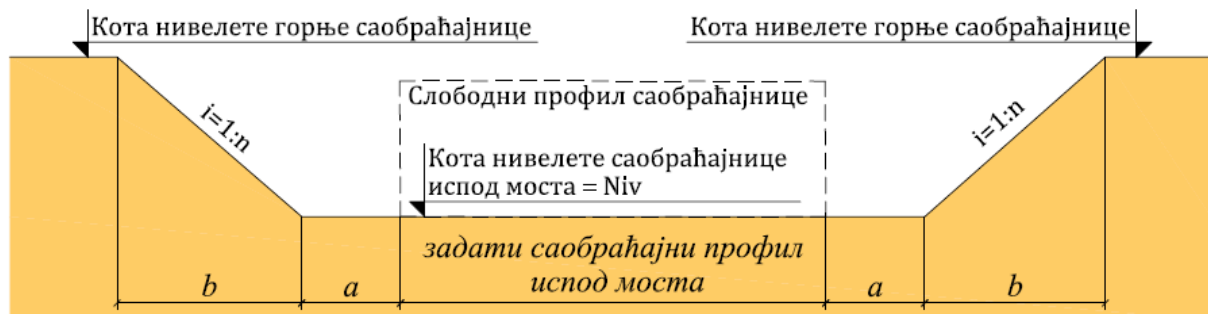 Кота нивелете горње саобраћајнице
Кота нивелете горње саобраћајнице
i=1:n
Слободни профил саобраћајнице
i=1:n
Кота нивелете саобраћајнице
испод моста = Niv
задати саобраћајни профил
испод моста
b
a
a
b